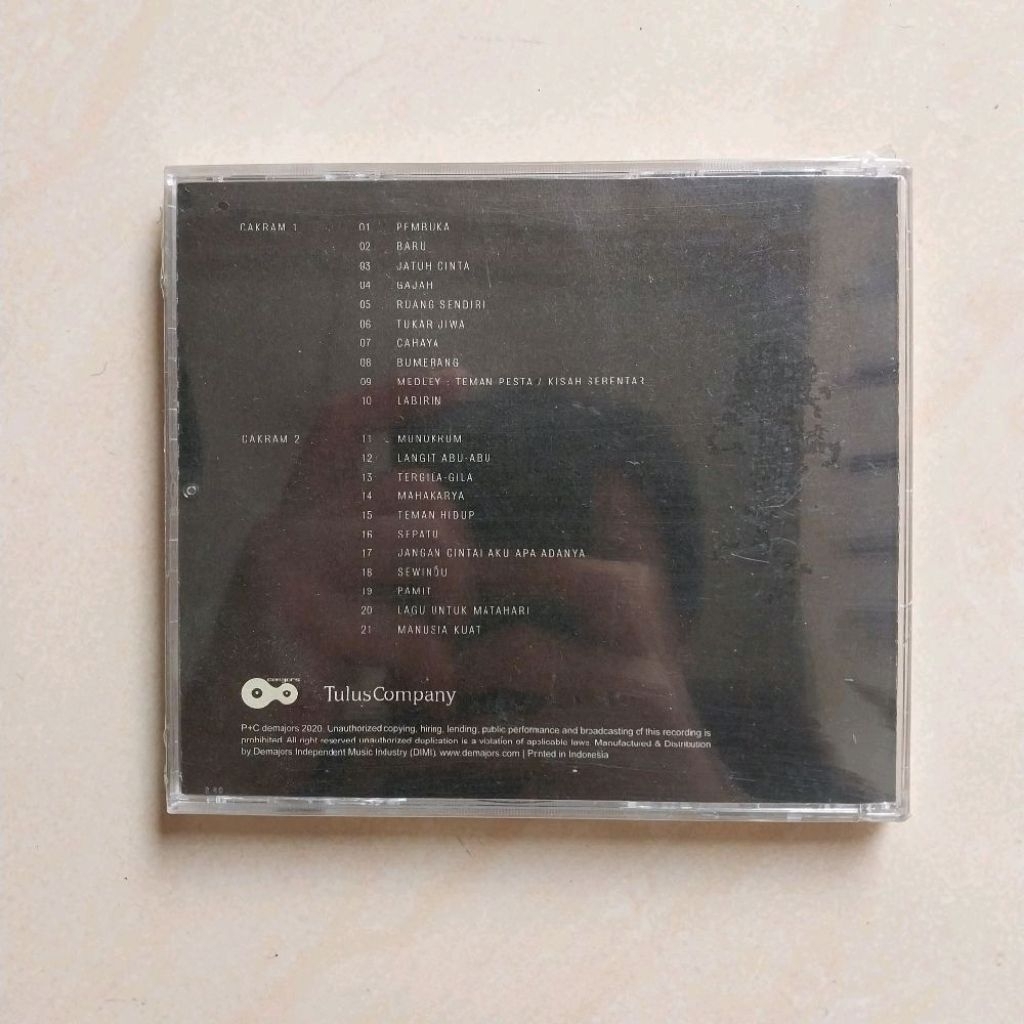 CAKRAM 1 01 . PEMBUKA
02 . BARU
03 . JATUH CINTA
04 . GAJAH
05 . RUANG SENDIRI
06 . TUKAR JIWA
07 . CAHAYA
08 . BUMERANG
09 . MEDLEY : TEMAN PESTA / KISAH SEBENTAR
10 . LABIRIN
CAKRAM 2 . 11 . MONOKROM
12 . LANGIT ABU-ABU
13 . TERGILA-GILA
14 . MAHAKARYA
15 . TEMAN HIDUP
16 . SEPATU
17 . JANGAN CINTAI AKU APA ADANYA
18 . SEWINDU
19 . PAMIT
20 . LAGU UNTUK MATAHARI
21 . MANUSIA KUAT
demajors
TulusCompany
P+C demajors 2020. Unauthorized copying, hiring, lending, public performance and broadcasting of this recording is
prohibited. All right reserved unauthorized duplication is a violation of applicable laws. Manufactured & Distribution
by Demajors Independent Music Industry (DIMI). www.demajors.com | Printed in Indonesia